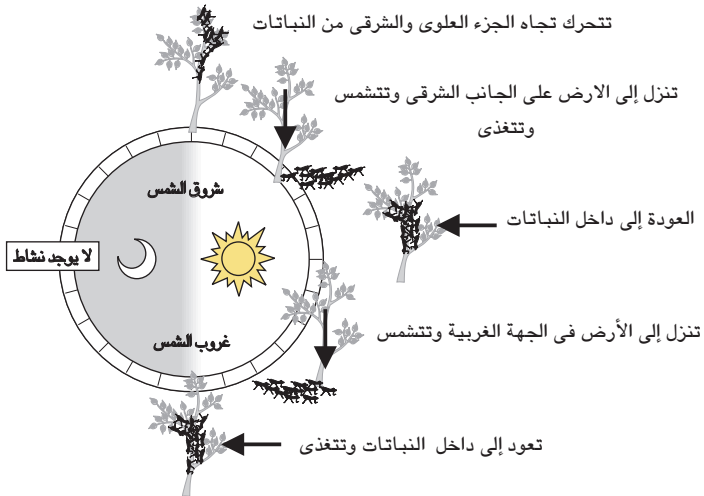 تتحرك تجاه الجزء العلوى والشرقى من النباتات
تنزل إلى الارض على الجانب الشرقى وتتشمس
وتتغذى
شروق الشمس
العودة إلى داخل النباتات
لا يوجد نشاط
تنزل إلى الأرض فى الجهة الغربية وتتشمس
غروب الشمس
تعود إلى داخل النباتات وتتغذى